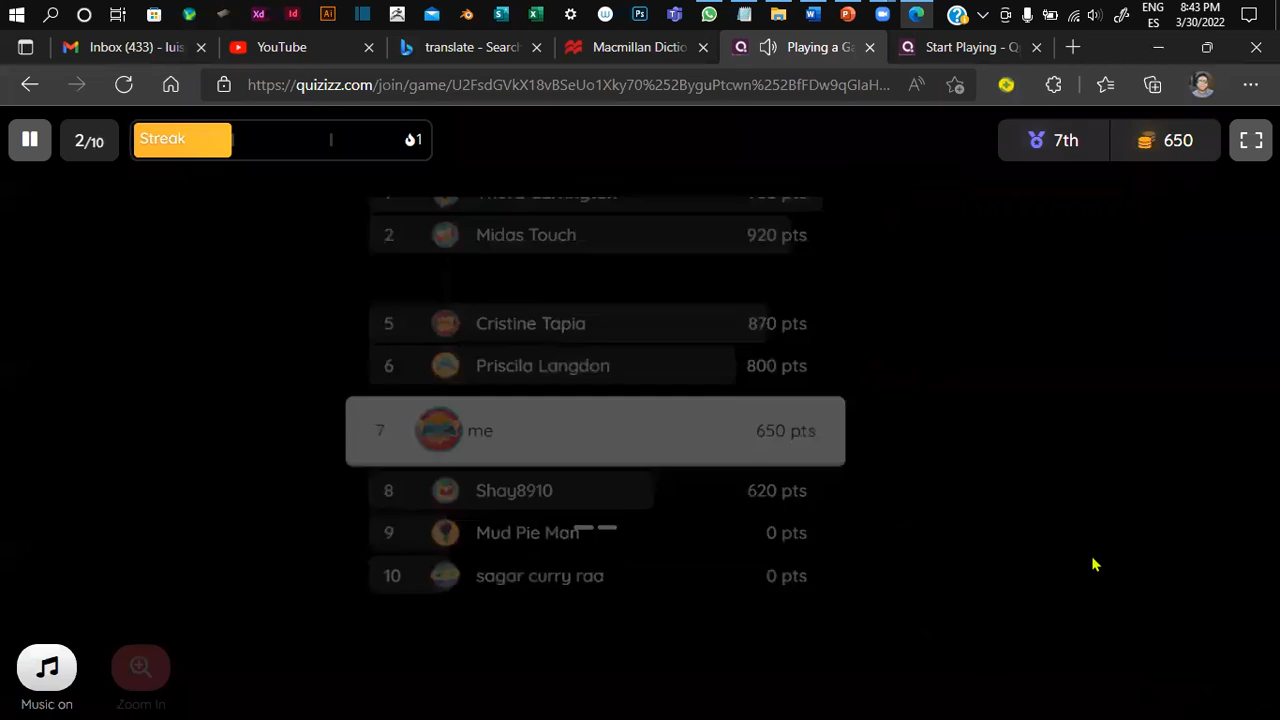 ENG
ES
8:43 PM
3/30/2022
Inbox (433) - luis
YouTube
translate - Search
Macmillan Dictio
Playing a Ga
Start Playing - Q
https://quizizz.com/join/game/U2FsdGVkX18vBSeUo1Xky70%252ByguPtcwn%252BfFDw9qGlaH...
2/10
Streak
1
7th
650
2 Midas Touch 920 pts
5 Cristine Tapia 870 pts
6 Priscila Langdon 800 pts
7 me 650 pts
8 Shay8910 620 pts
9 Mud Pie Man 0 pts
10 sagar curry raa 0 pts
Music on
Zoom In